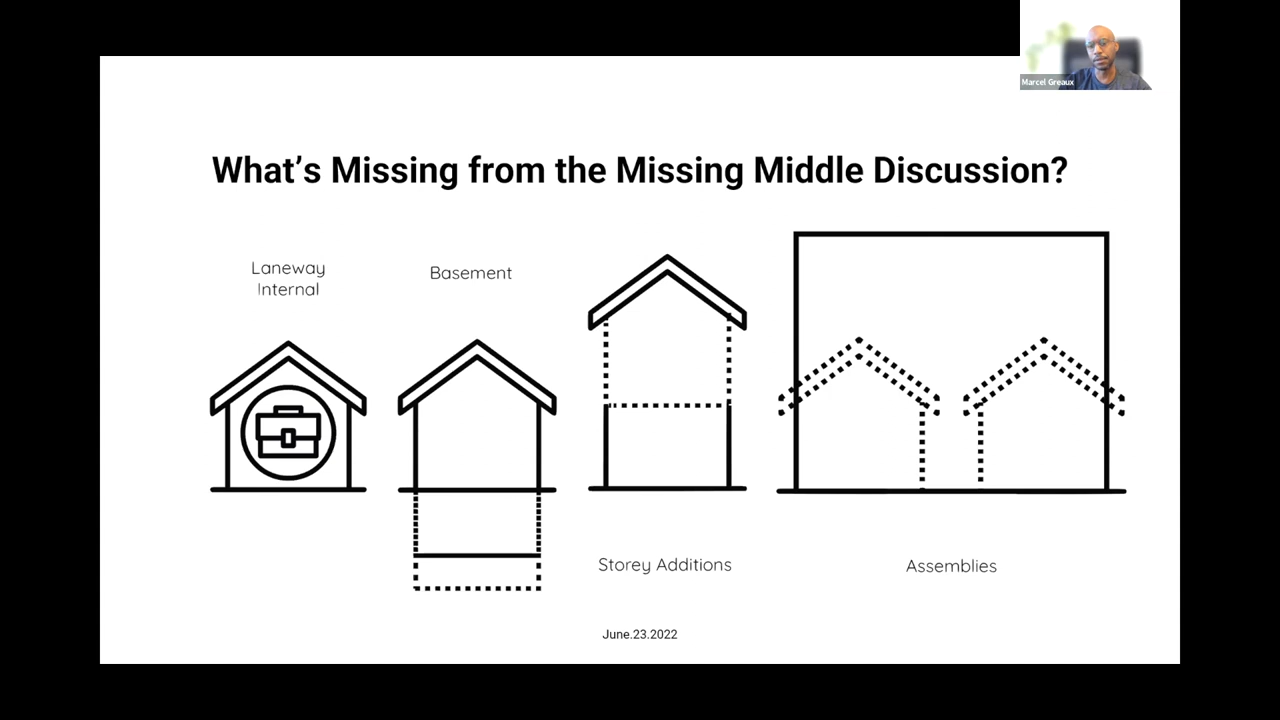 Marcel Greaux
What's Missing from the Missing Middle Discussion?
Laneway
Internal
Basement
Storey Additions
Assemblies
June.23.2022